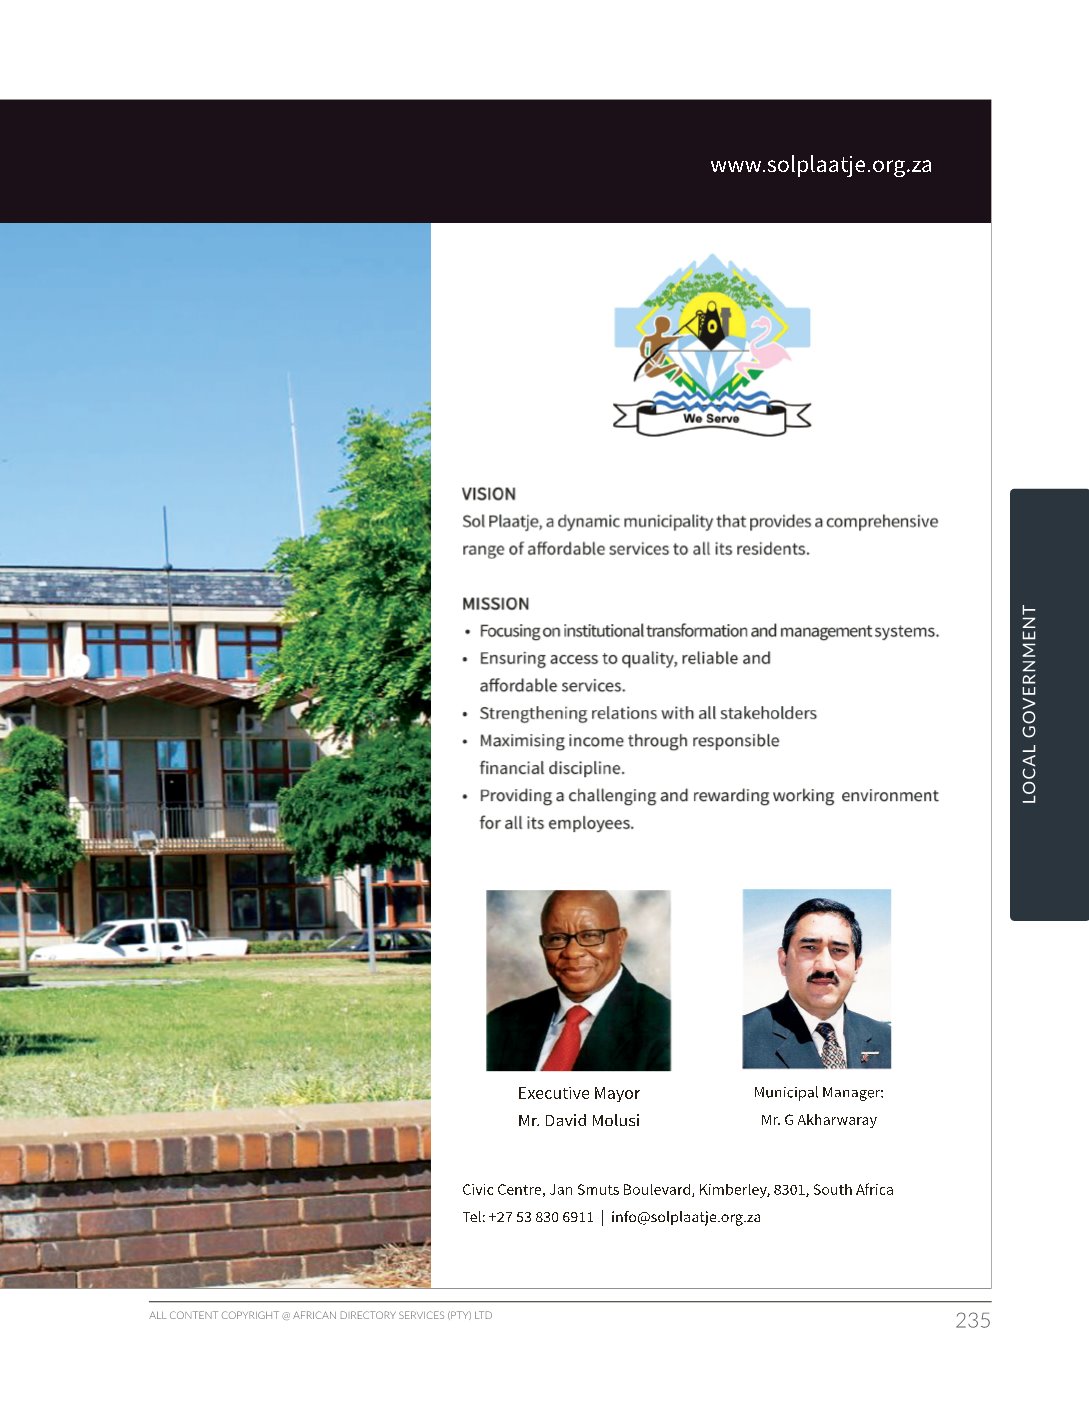 www.solplaatje.org.za
We Serve
VISION
Sol Plaatje, a dynamic municipality that provides a comprehensive
range of affordable services to all its residents.
MISSION
• Focusing on institutional transformation and management systems.
• Ensuring access to quality, reliable and
affordable services.
• Strengthening relations with all stakeholders
• Maximising income through responsible
financial discipline.
• Providing a challenging and rewarding working environment
for all its employees.
Executive Mayor
Mr. David Molusi
Municipal Manager:
Mr. G Akharwaray
Civic Centre, Jan Smuts Boulevard, Kimberley, 8301, South Africa
Tel: +27 53 830 6911 | info@solplaatje.org.za
LOCAL GOVERNMENT
ALL CONTENT COPYRIGHT @ AFRICAN DIRECTORY SERVICES (PTY) LTD
235